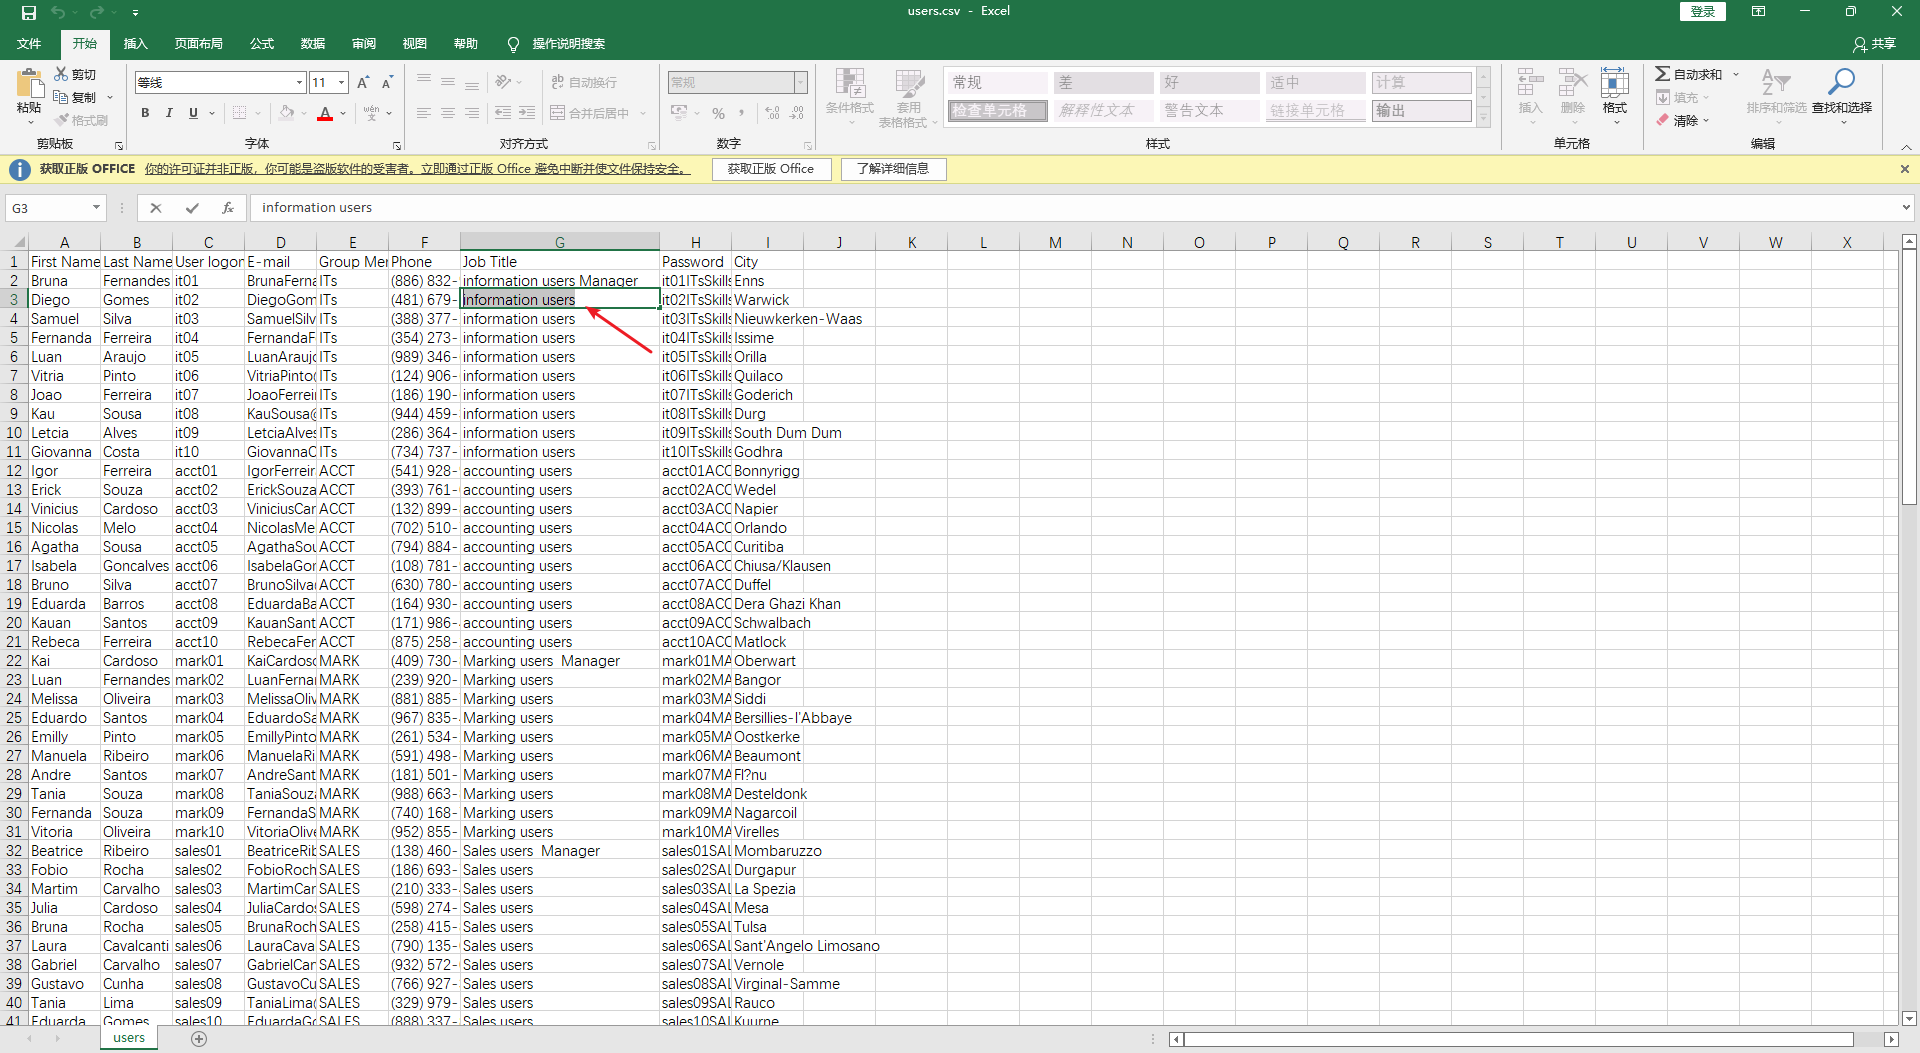 users.csv - Excel
登录
文件 开始 插入 页面布局 公式 数据 审阅 视图 帮助 操作说明搜索 共享
粘贴 剪切 复制 格式刷 剪贴板
等线 11 B I U A wén 文 字体
ab 自动换行 合并后居中 对齐方式
常规 % , 数字
条件格式 套用 表格格式
常规 差 好 适中 计算
检查单元格 解释性文本 警告文本 链接单元格 输出
样式
插入 删除 格式 单元格
自动求和 填充 清除 排序和筛选 查找和选择 编辑
获取正版 OFFICE 你的许可证并非正版，你可能是盗版软件的受害者。立即通过正版 Office 避免中断并使文件保持安全。 获取正版 Office 了解详细信息
G3 fx information users
A B C D E F G H I J K L M N O P Q R S T U V W X
1 First Name Last Name User logon E-mail Group Mer Phone Job Title Password City
2 Bruna Fernandes it01 BrunaFerna ITs (886) 832- information users Manager it01ITsSkills Enns
3 Diego Gomes it02 DiegoGom ITs (481) 679- information users it02ITsSkills Warwick
4 Samuel Silva it03 SamuelSilv ITs (388) 377- information users it03ITsSkills Nieuwkerken-Waas
5 Fernanda Ferreira it04 FernandaF ITs (354) 273- information users it04ITsSkills Issime
6 Luan Araujo it05 LuanArauj ITs (989) 346- information users it05ITsSkills Orilla
7 Vitria Pinto it06 VitriaPinto ITs (124) 906- information users it06ITsSkills Quilaco
8 Joao Ferreira it07 JoaoFerrei ITs (186) 190- information users it07ITsSkills Goderich
9 Kau Sousa it08 KauSousa@ ITs (944) 459- information users it08ITsSkills Durg
10 Letcia Alves it09 LetciaAlves ITs (286) 364- information users it09ITsSkills South Dum Dum
11 Giovanna Costa it10 GiovannaC ITs (734) 737- information users it10ITsSkills Godhra
12 Igor Ferreira acct01 IgorFerreir ACCT (541) 928- accounting users acct01ACC Bonnyrigg
13 Erick Souza acct02 ErickSouza ACCT (393) 761- accounting users acct02ACC Wedel
14 Vinicius Cardoso acct03 ViniciusCar ACCT (132) 899- accounting users acct03ACC Napier
15 Nicolas Melo acct04 NicolasMe ACCT (702) 510- accounting users acct04ACC Orlando
16 Agatha Sousa acct05 AgathaSou ACCT (794) 884- accounting users acct05ACC Curitiba
17 Isabela Goncalves acct06 IsabelaGon ACCT (108) 781- accounting users acct06ACC Chiusa/Klausen
18 Bruno Silva acct07 BrunoSilva ACCT (630) 780- accounting users acct07ACC Duffel
19 Eduarda Barros acct08 EduardaBa ACCT (164) 930- accounting users acct08ACC Dera Ghazi Khan
20 Kauan Santos acct09 KauanSant ACCT (171) 986- accounting users acct09ACC Schwalbach
21 Rebeca Ferreira acct10 RebecaFer ACCT (875) 258- accounting users acct10ACC Matlock
22 Kai Cardoso mark01 KaiCardoso MARK (409) 730- Marking users Manager mark01MA Oberwart
23 Luan Fernandes mark02 LuanFerna MARK (239) 920- Marking users mark02MA Bangor
24 Melissa Oliveira mark03 MelissaOliv MARK (881) 885- Marking users mark03MA Siddi
25 Eduardo Santos mark04 EduardoSa MARK (967) 835- Marking users mark04MA Bersillies-l'Abbaye
26 Emilly Pinto mark05 EmillyPinto MARK (261) 534- Marking users mark05MA Oostkerke
27 Manuela Ribeiro mark06 ManuelaRi MARK (591) 498- Marking users mark06MA Beaumont
28 Andre Santos mark07 AndreSant MARK (181) 501- Marking users mark07MA Fl?nu
29 Tania Souza mark08 TaniaSouz MARK (988) 663- Marking users mark08MA Desteldonk
30 Fernanda Souza mark09 FernandaS MARK (740) 168- Marking users mark09MA Nagarcoil
31 Vitoria Oliveira mark10 VitoriaOlive MARK (952) 855- Marking users mark10MA Virelles
32 Beatrice Ribeiro sales01 BeatriceRib SALES (138) 460- Sales users Manager sales01SAL Mombaruzzo
33 Fobio Rocha sales02 FobioRoch SALES (186) 693- Sales users sales02SAL Durgapur
34 Martim Carvalho sales03 MartimCar SALES (210) 333- Sales users sales03SAL La Spezia
35 Julia Cardoso sales04 JuliaCardo SALES (598) 274- Sales users sales04SAL Mesa
36 Bruna Rocha sales05 BrunaRoch SALES (258) 415- Sales users sales05SAL Tulsa
37 Laura Cavalcanti sales06 LauraCava SALES (790) 135- Sales users sales06SAL Sant'Angelo Limosano
38 Gabriel Carvalho sales07 GabrielCar SALES (932) 572- Sales users sales07SAL Vernole
39 Gustavo Cunha sales08 GustavoCu SALES (766) 927- Sales users sales08SAL Virginal-Samme
40 Tania Lima sales09 TaniaLima SALES (329) 979- Sales users sales09SAL Rauco
41 Eduarda Gomes sales10 EduardaGo SALES (888) 337- Sales users sales10SAL Kuurne
users